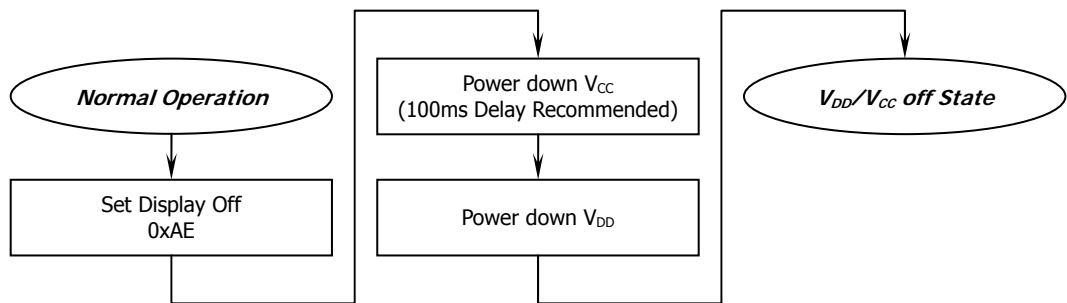 Normal Operation
Set Display Off
0xAE
Power down VCC
(100ms Delay Recommended)
Power down VDD
VDD/VCC off State